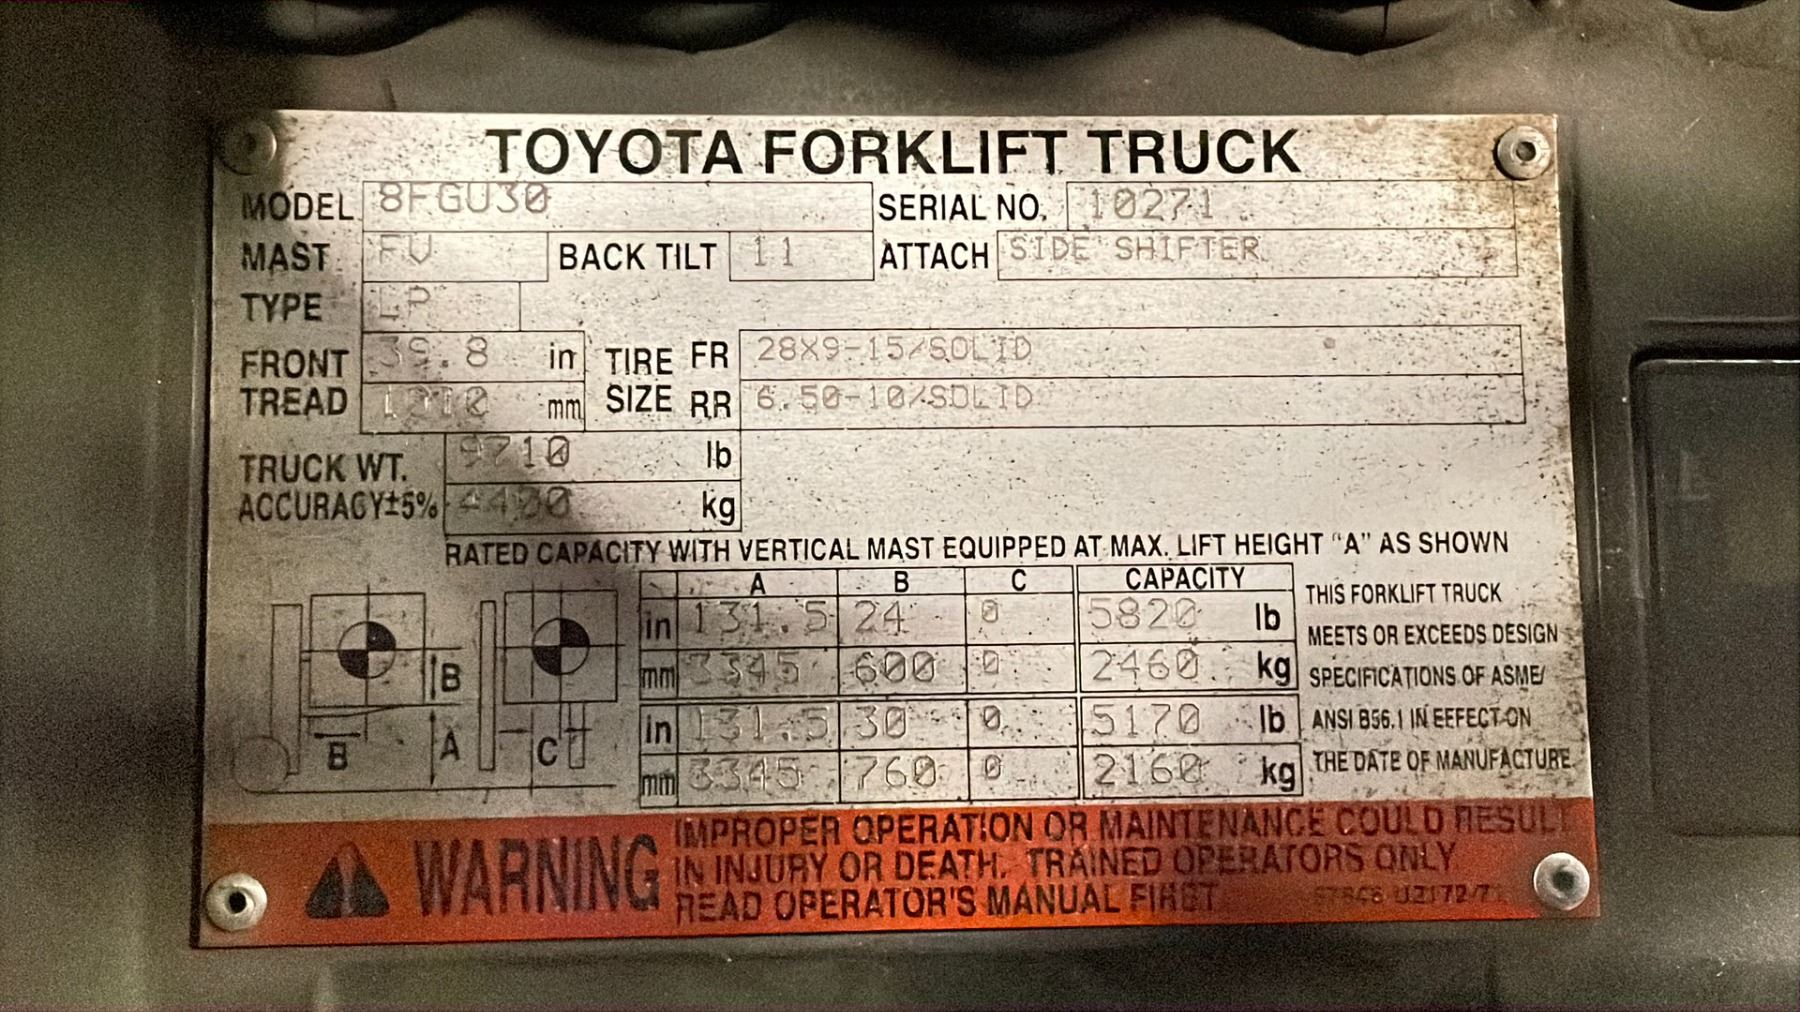 TOYOTA FORKLIFT TRUCK
MODEL 8FGU30 SERIAL NO. 10271
MAST FV BACK TILT 11 ATTACH SIDE SHIFTER
TYPE LP
FRONT TREAD 39.8 in TIRE SIZE FR 28X9-15/SOLID
1010 mm RR 6.50-10/SOLID
TRUCK WT. 9710 lb
ACCURACY±5% 4400 kg
RATED CAPACITY WITH VERTICAL MAST EQUIPPED AT MAX. LIFT HEIGHT "A" AS SHOWN
A B C CAPACITY
in 131.5 24 0 5820 lb
mm 3345 600 0 2460 kg
in 131.5 30 0 5170 lb
mm 3345 760 0 2160 kg
B B A C
THIS FORKLIFT TRUCK
MEETS OR EXCEEDS DESIGN
SPECIFICATIONS OF ASME/
ANSI B56.1 IN EFFECT ON
THE DATE OF MANUFACTURE.
WARNING
IMPROPER OPERATION OR MAINTENANCE COULD RESULT
IN INJURY OR DEATH. TRAINED OPERATORS ONLY
READ OPERATOR'S MANUAL FIRST